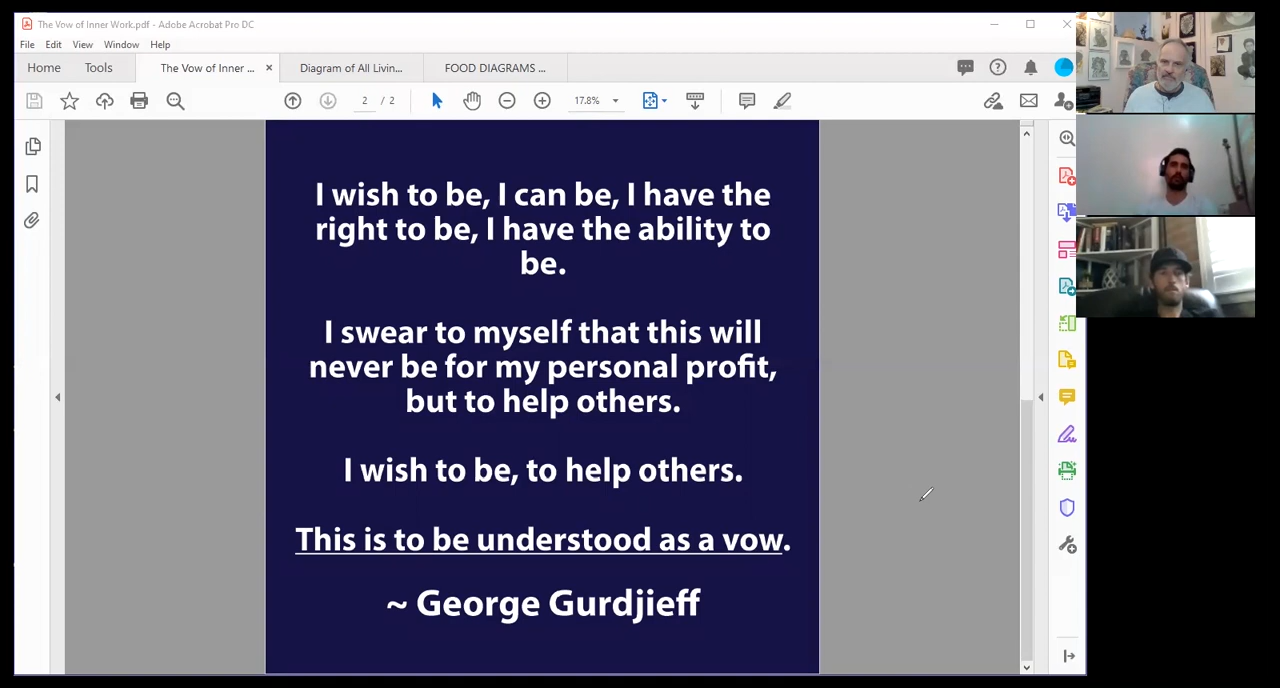 The Vow of Inner Work.pdf - Adobe Acrobat Pro DC
File Edit View Window Help
Home Tools The Vow of Inner ... × Diagram of All Livin... FOOD DIAGRAMS ...
2 / 2 17.8%
I wish to be, I can be, I have the
right to be, I have the ability to
be.
I swear to myself that this will
never be for my personal profit,
but to help others.
I wish to be, to help others.
This is to be understood as a vow.
~ George Gurdjieff